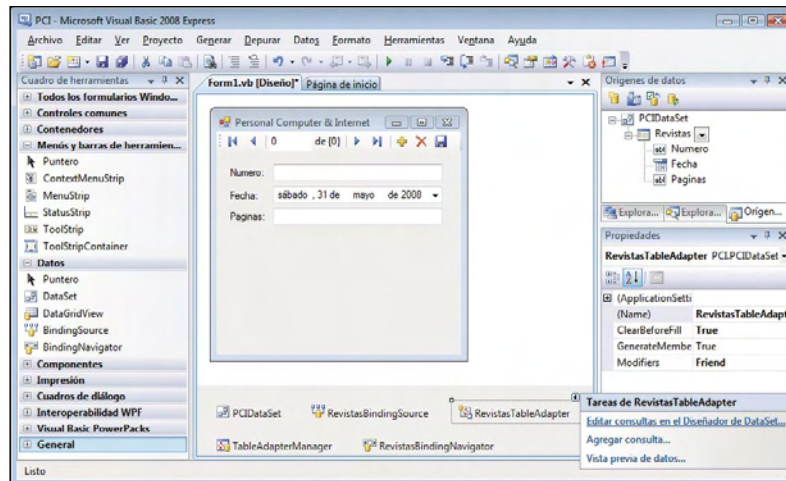 PCI - Microsoft Visual Basic 2008 Express
Archivo Editar Ver Proyecto Generar Depurar Datos Formato Herramientas Ventana Ayuda
Cuadro de herramientas
Todos los formularios Windo...
Controles comunes
Contenedores
Menús y barras de herramien...
Puntero
ContextMenuStrip
MenuStrip
StatusStrip
ToolStrip
ToolStripContainer
Datos
Puntero
DataSet
DataGridView
BindingSource
BindingNavigator
Componentes
Impresión
Cuadros de diálogo
Interoperabilidad WPF
Visual Basic PowerPacks
General
Form1.vb [Diseño]* Página de inicio
Personal Computer & Internet
0 de {0}
Numero:
Fecha: sábado , 31 de mayo de 2008
Paginas:
PCIDataSet RevistasBindingSource RevistasTableAdapter
TableAdapterManager RevistasBindingNavigator
Orígenes de datos
PCIDataSet
Revistas
Numero
Fecha
Paginas
Explora... Explora... Orígen...
Propiedades
RevistasTableAdapter PCI.PCIDataSet
(ApplicationSetti
(Name) RevistasTableAdapt
ClearBeforeFill True
GenerateMembe True
Modifiers Friend
Tareas de RevistasTableAdapter
Editar consultas en el Diseñador de DataSet...
Agregar consulta...
Vista previa de datos...
Listo